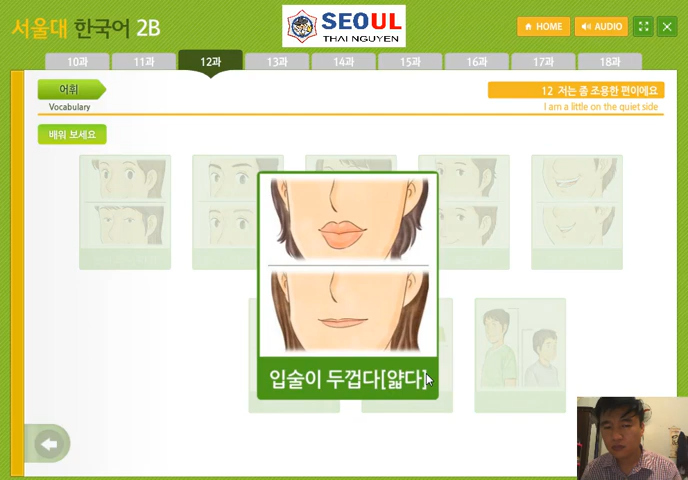 서울대 한국어 2B
SEOUL
THAI NGUYEN
HOME
AUDIO
10과
11과
12과
13과
14과
15과
16과
17과
18과
어휘
Vocabulary
12 저는 좀 조용한 편이에요
I am a little on the quiet side
배워 보세요
입술이 두껍다[얇다]